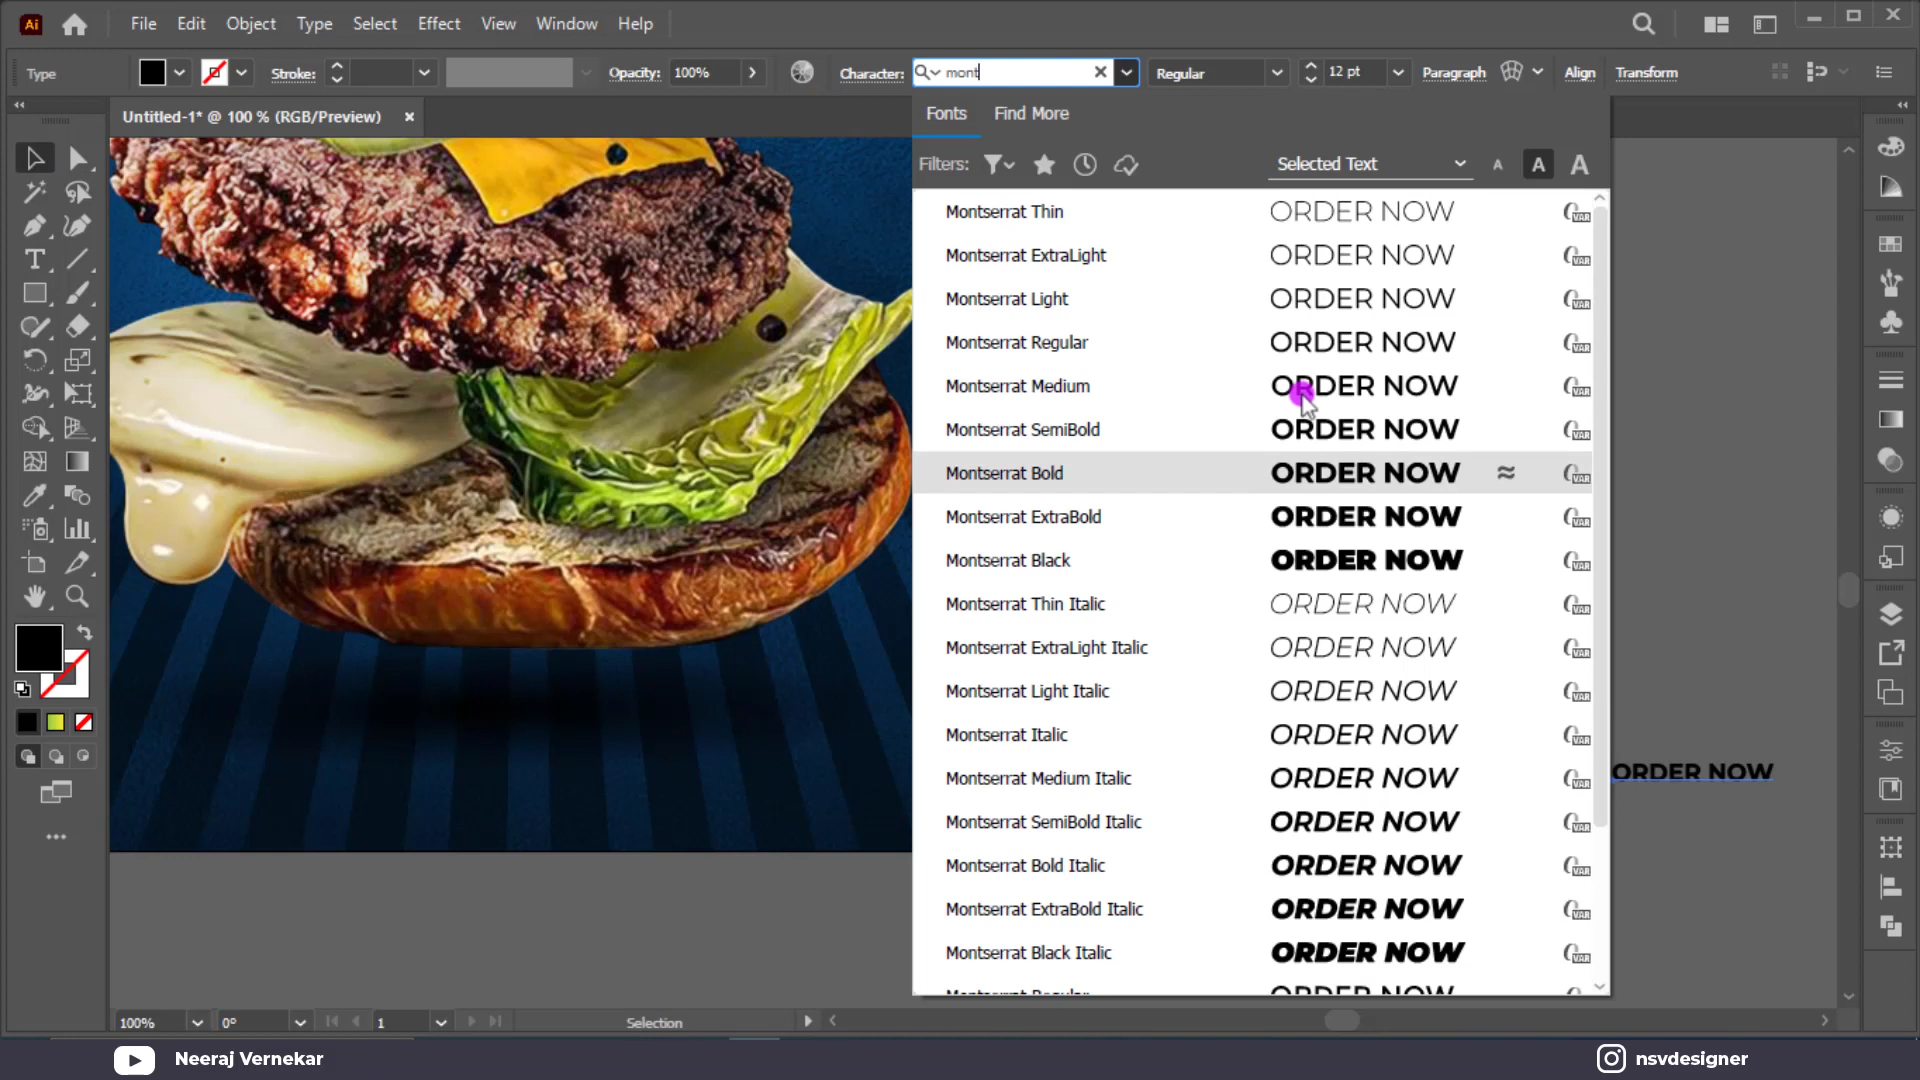 Ai File Edit Object Type Select Effect View Window Help
Type Stroke: Opacity: 100% Character: mont Regular 12 pt Paragraph Align Transform
Untitled-1* @ 100 % (RGB/Preview)
Fonts Find More
Filters: Selected Text A A A
Montserrat Thin ORDER NOW
Montserrat ExtraLight ORDER NOW
Montserrat Light ORDER NOW
Montserrat Regular ORDER NOW
Montserrat Medium ORDER NOW
Montserrat SemiBold ORDER NOW
Montserrat Bold ORDER NOW
Montserrat ExtraBold ORDER NOW
Montserrat Black ORDER NOW
Montserrat Thin Italic ORDER NOW
Montserrat ExtraLight Italic ORDER NOW
Montserrat Light Italic ORDER NOW
Montserrat Italic ORDER NOW
Montserrat Medium Italic ORDER NOW
ORDER NOW
Montserrat SemiBold Italic ORDER NOW
Montserrat Bold Italic ORDER NOW
Montserrat ExtraBold Italic ORDER NOW
Montserrat Black Italic ORDER NOW
100% 0° 1 Selection
Neeraj Vernekar nsvdesigner